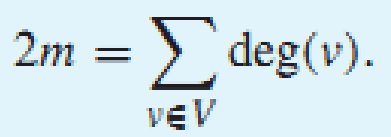 2m = ∑ deg(v).
v∈V